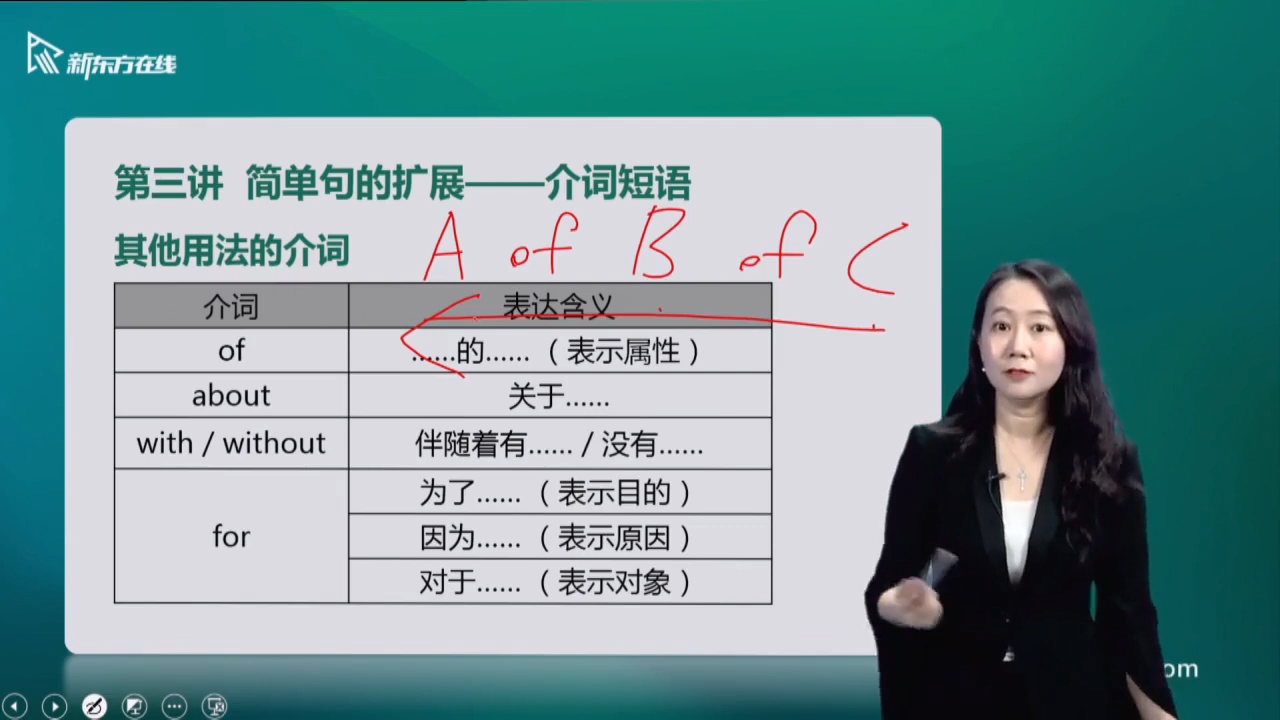 新东方在线
第三讲 简单句的扩展——介词短语
其他用法的介词
A of B of C
介词 表达含义
of ……的……（表示属性）
about 关于……
with / without 伴随着有…… / 没有……
for 为了……（表示目的）
因为……（表示原因）
对于……（表示对象）
om